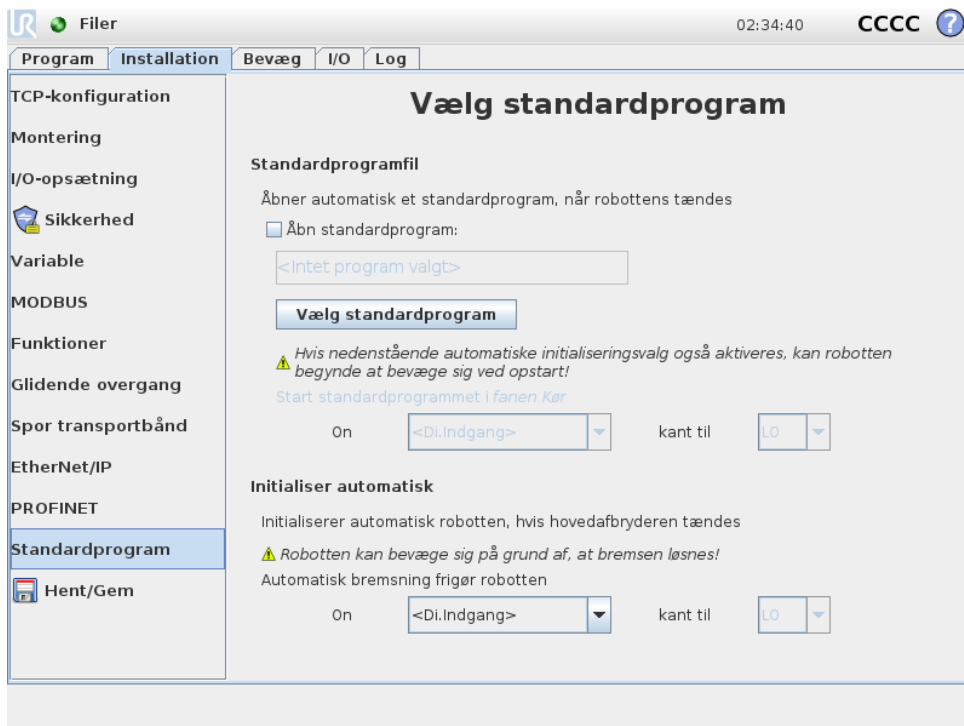 UR Filer 02:34:40 CCCC ?
Program Installation Bevæg I/O Log
TCP-konfiguration
Montering
I/O-opsætning
Sikkerhed
Variable
MODBUS
Funktioner
Glidende overgang
Spor transportbånd
EtherNet/IP
PROFINET
Standardprogram
Hent/Gem
Vælg standardprogram
Standardprogramfil
Åbner automatisk et standardprogram, når robottens tændes
Åbn standardprogram:
<Intet program valgt>
Vælg standardprogram
Hvis nedenstående automatiske initialiseringsvalg også aktiveres, kan robotten
begynde at bevæge sig ved opstart!
Start standardprogrammet i fanen Kør
On <Di.Indgang> kant til LO
Initialiser automatisk
Initialiserer automatisk robotten, hvis hovedafbryderen tændes
Robotten kan bevæge sig på grund af, at bremsen løsnes!
Automatisk bremsning frigør robotten
On <Di.Indgang> kant til LO